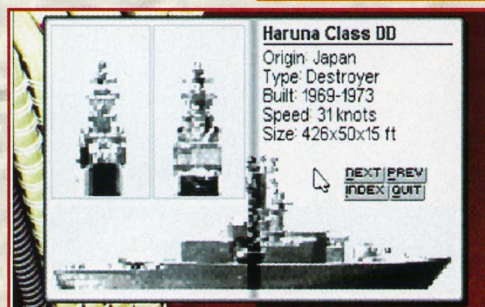 Haruna Class DD
Origin: Japan
Type: Destroyer
Built: 1969-1973
Speed: 31 knots
Size: 426x50x15 ft
NEXT PREV
INDEX QUIT